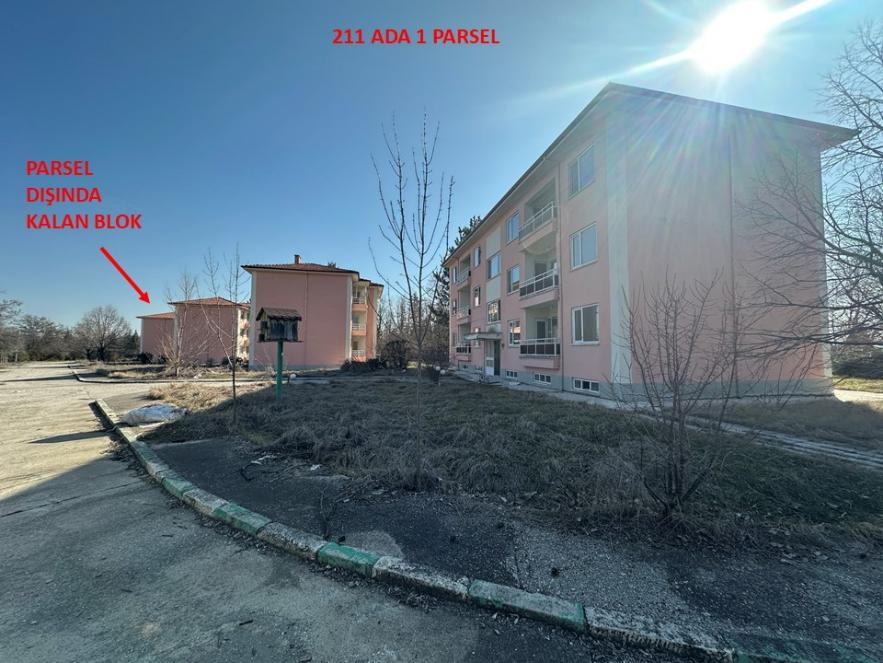 211 ADA 1 PARSEL
PARSEL
DIŞINDA
KALAN BLOK